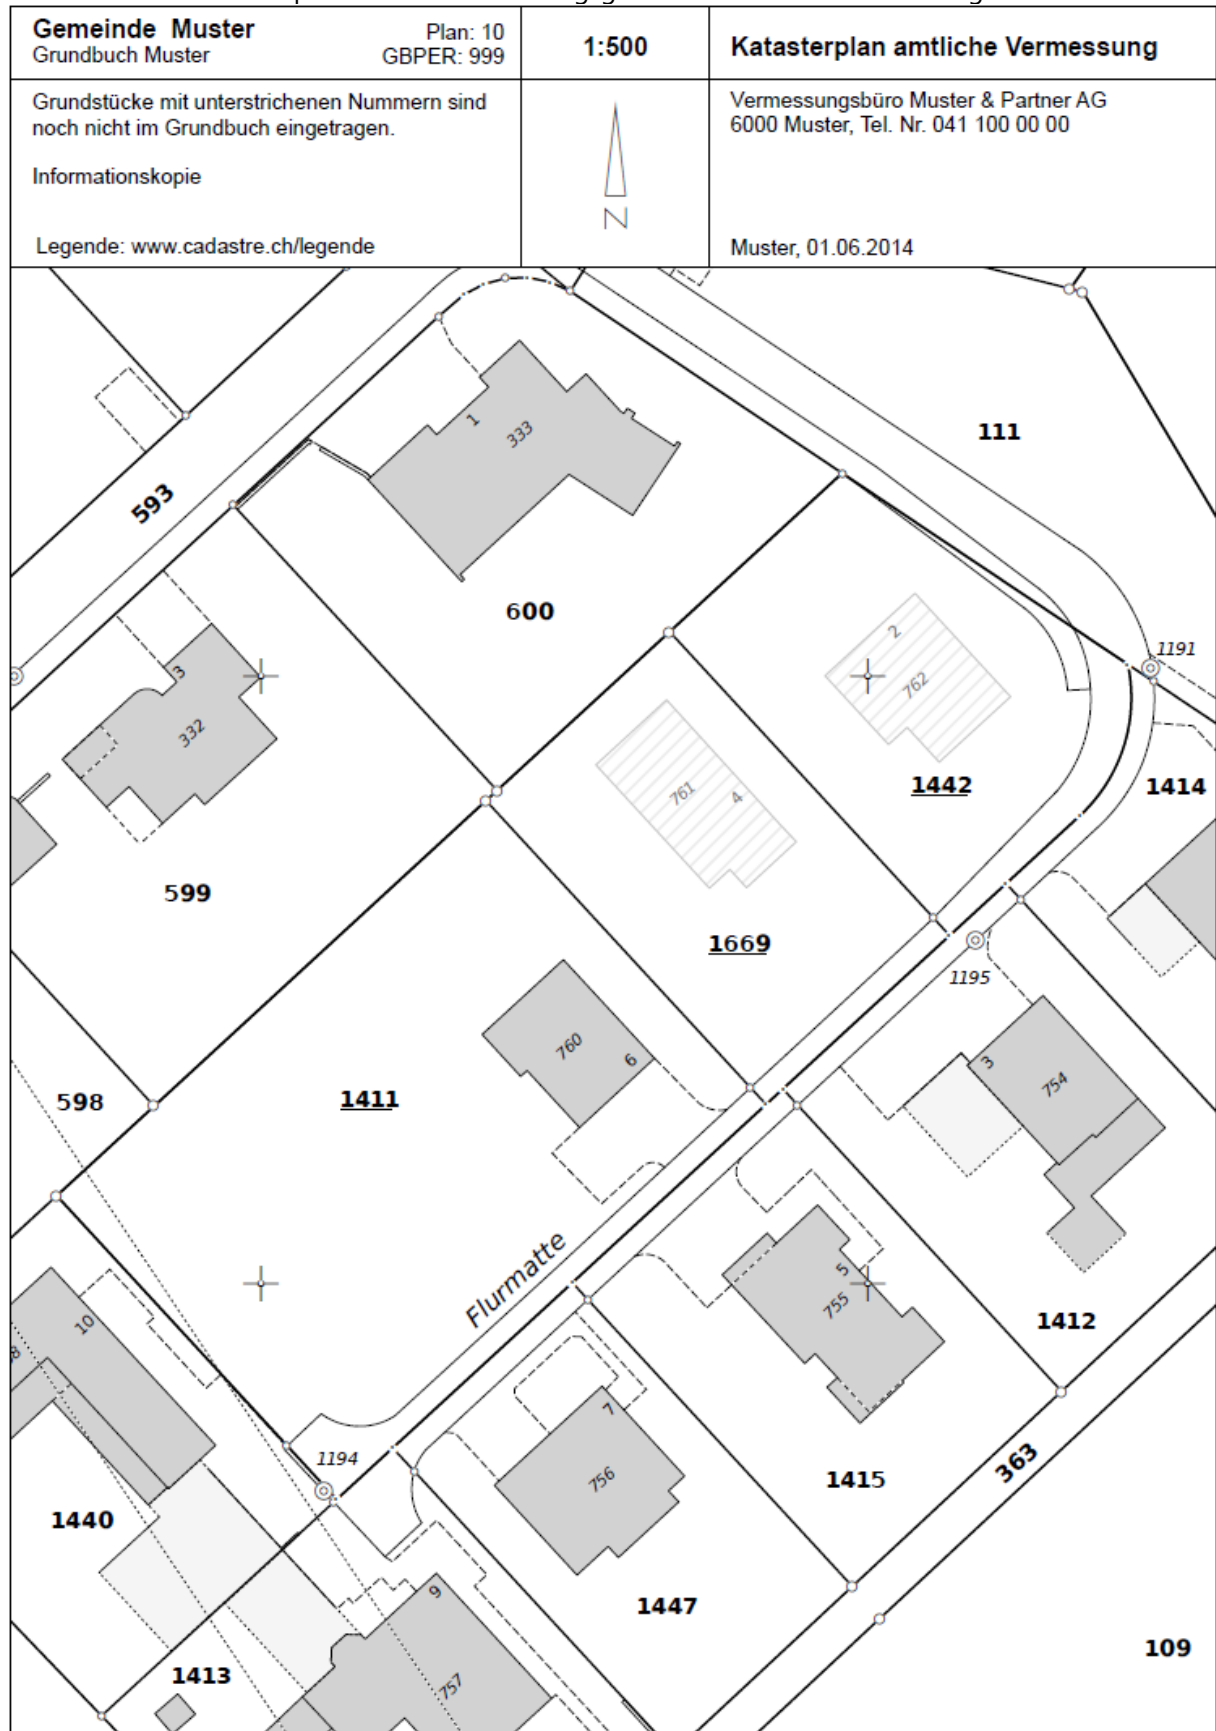 Gemeinde Muster
Plan: 10
Grundbuch Muster
GBPER: 999
1:500
Katasterplan amtliche Vermessung
Grundstücke mit unterstrichenen Nummern sind
noch nicht im Grundbuch eingetragen.
Informationskopie
Legende: www.cadastre.ch/legende
N
Vermessungsbüro Muster & Partner AG
6000 Muster, Tel. Nr. 041 100 00 00
Muster, 01.06.2014
1
333
111
593
600
2
762
1191
3
332
1442
1414
761
4
599
1669
1195
760
6
598
1411
3
754
Flurmatte
5
755
1412
10
7
756
1194
363
1415
1440
9
1447
757
1413
109